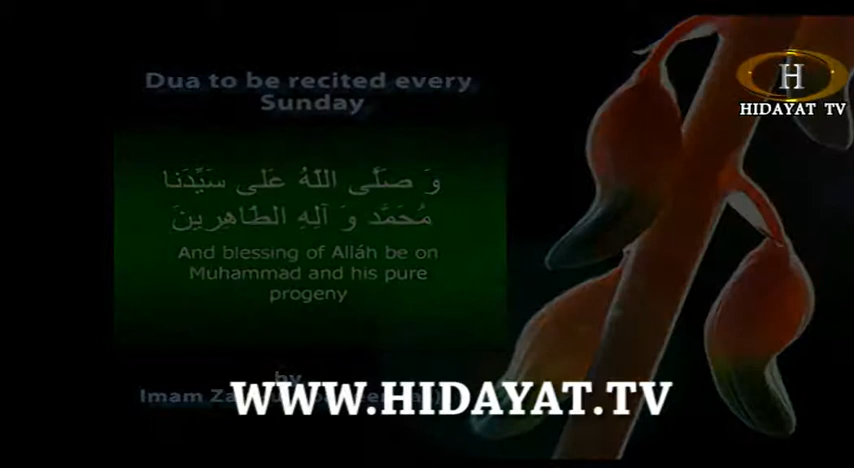 Dua to be recited every
Sunday
وَ صَلَّى اللهُ عَلى سَيِّدَنا
مُحَمَّد وَ آلِهِ الطَّاهِرينَ
And blessing of Alláh be on
Muhammad and his pure
progeny
by
Imam
WWW.HIDAYAT.TV
H
HIDAYAT TV